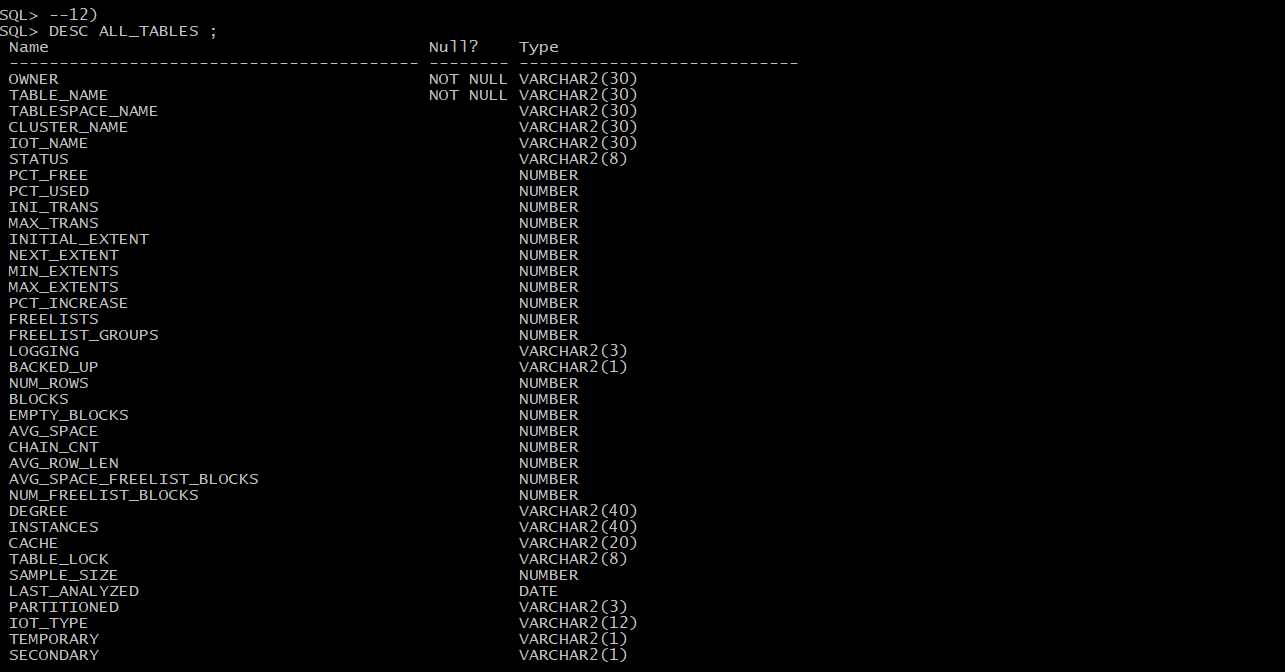 SQL> --12)
SQL> DESC ALL_TABLES ;
 Name                                      Null?    Type
 ----------------------------------------- -------- ----------------------------
 OWNER                                     NOT NULL VARCHAR2(30)
 TABLE_NAME                                NOT NULL VARCHAR2(30)
 TABLESPACE_NAME                                    VARCHAR2(30)
 CLUSTER_NAME                                       VARCHAR2(30)
 IOT_NAME                                           VARCHAR2(30)
 STATUS                                             VARCHAR2(8)
 PCT_FREE                                           NUMBER
 PCT_USED                                           NUMBER
 INI_TRANS                                          NUMBER
 MAX_TRANS                                          NUMBER
 INITIAL_EXTENT                                     NUMBER
 NEXT_EXTENT                                        NUMBER
 MIN_EXTENTS                                        NUMBER
 MAX_EXTENTS                                        NUMBER
 PCT_INCREASE                                       NUMBER
 FREELISTS                                          NUMBER
 FREELIST_GROUPS                                    NUMBER
 LOGGING                                            VARCHAR2(3)
 BACKED_UP                                          VARCHAR2(1)
 NUM_ROWS                                           NUMBER
 BLOCKS                                             NUMBER
 EMPTY_BLOCKS                                       NUMBER
 AVG_SPACE                                          NUMBER
 CHAIN_CNT                                          NUMBER
 AVG_ROW_LEN                                        NUMBER
 AVG_SPACE_FREELIST_BLOCKS                          NUMBER
 NUM_FREELIST_BLOCKS                                NUMBER
 DEGREE                                             VARCHAR2(40)
 INSTANCES                                          VARCHAR2(40)
 CACHE                                              VARCHAR2(20)
 TABLE_LOCK                                         VARCHAR2(8)
 SAMPLE_SIZE                                        NUMBER
 LAST_ANALYZED                                      DATE
 PARTITIONED                                        VARCHAR2(3)
 IOT_TYPE                                           VARCHAR2(12)
 TEMPORARY                                          VARCHAR2(1)
 SECONDARY                                          VARCHAR2(1)